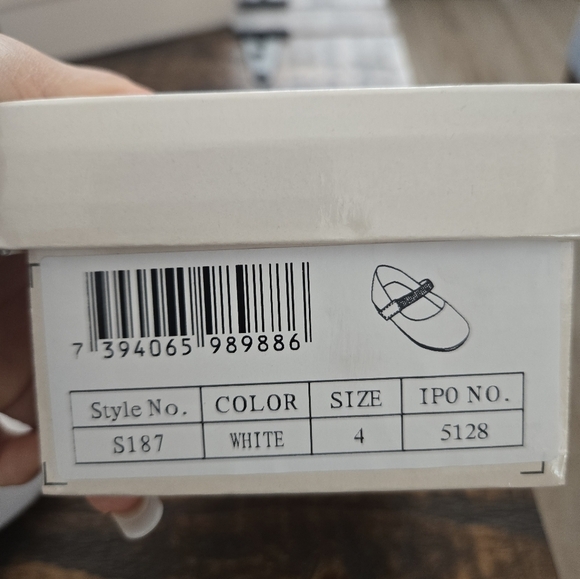 7 394065 989886
Style No. COLOR SIZE IPO NO.
S187 WHITE 4 5128